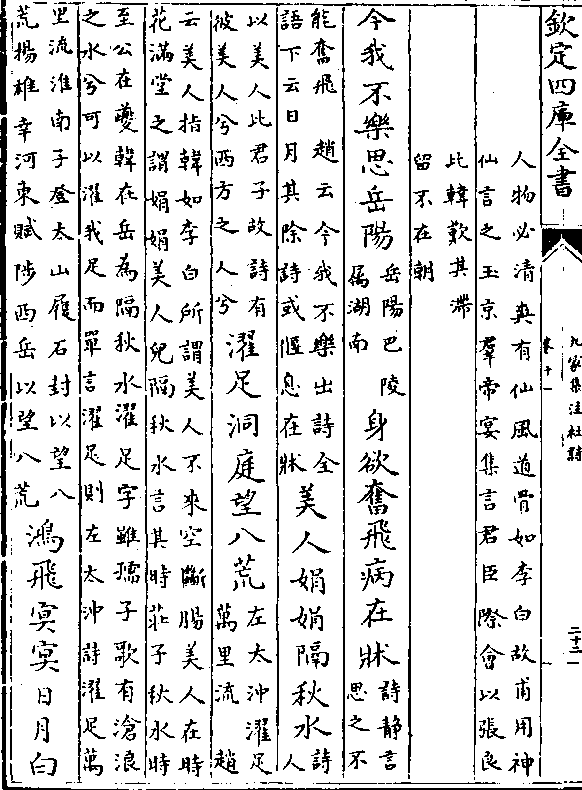 欽定四庫全書
九家集注杜詩
卷十一
二十二
人物必清爽有仙風道骨如李白故甫用神
仙言之玉京羣帝宴集言君臣際會以張良
此韓歎其滯
留不在朝
今我不樂思岳陽
岳陽巴陵
屬湖南
身欲奮飛病在牀
詩静言
思之不
能奮飛 趙云今我不樂出詩全
語下云日月其除詩或偃息在牀
美人娟娟隔秋水
詩
人
以美人比君子故詩有
彼美人兮西方之人兮
濯足洞庭望八荒
左太沖濯足
萬里流 趙
云美人指韓如李白所謂美人不來空斷腸美人在時
花滿堂之謂娟娟美人皃隔秋水言其時莊子秋水時
至公在夔韓在岳為隔秋水濯足字雖孺子歌有滄浪
之水兮可以濯我足而單言濯足則左太沖詩濯足萬
里流淮南子登太山履石封以望八
荒揚雄幸河東賦陟西岳以望八荒
鴻飛冥冥日月白